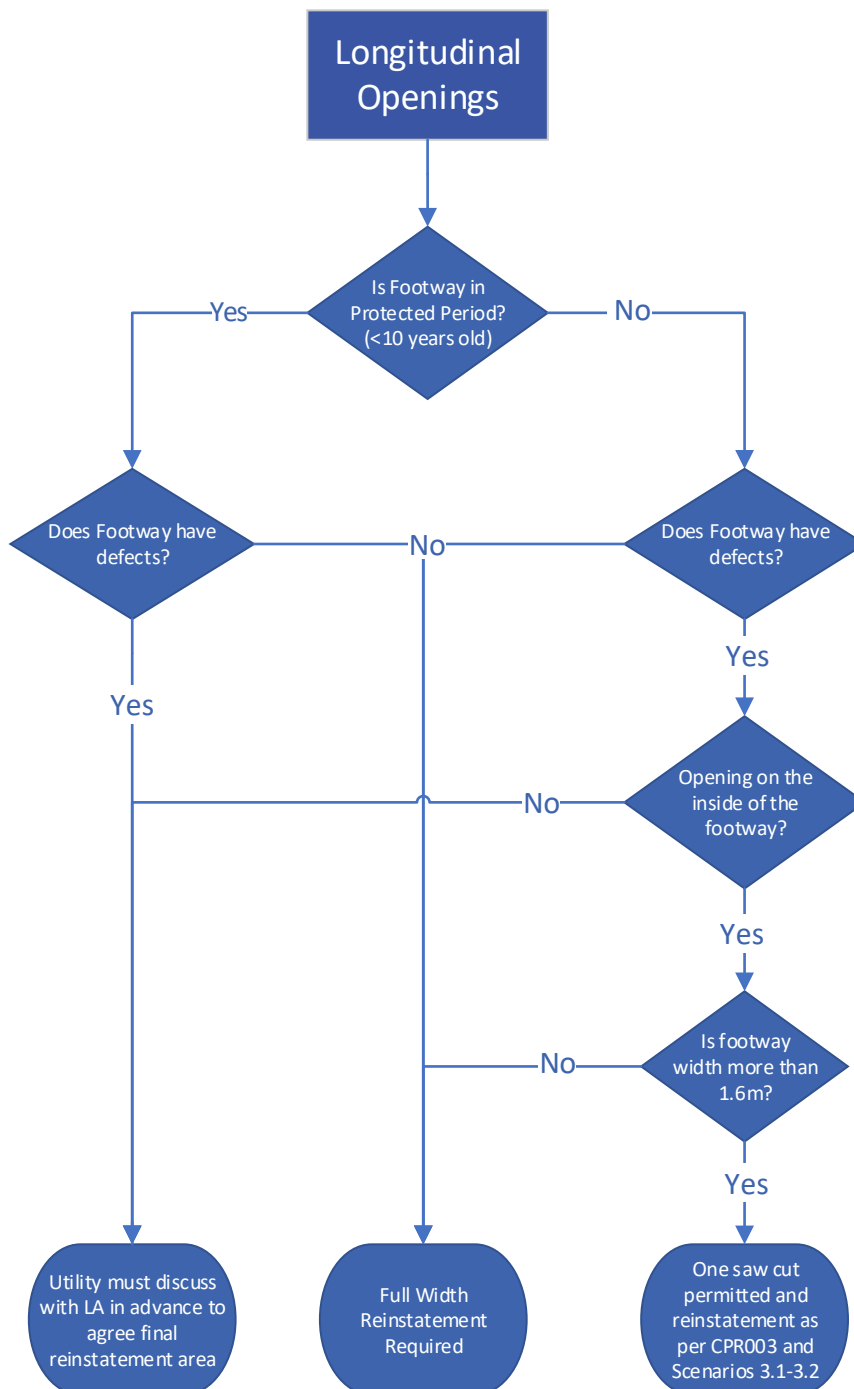 Longitudinal
Openings
Is Footway in
Protected Period?
(<10 years old)
Yes
No
Does Footway have
defects?
No
Does Footway have
defects?
Yes
Yes
Opening on the
inside of the
footway?
No
Yes
Is footway
width more than
1.6m?
No
Yes
Utility must discuss
with LA in advance to
agree final
reinstatement area
Full Width
Reinstatement
Required
One saw cut
permitted and
reinstatement as
per CPR003 and
Scenarios 3.1-3.2